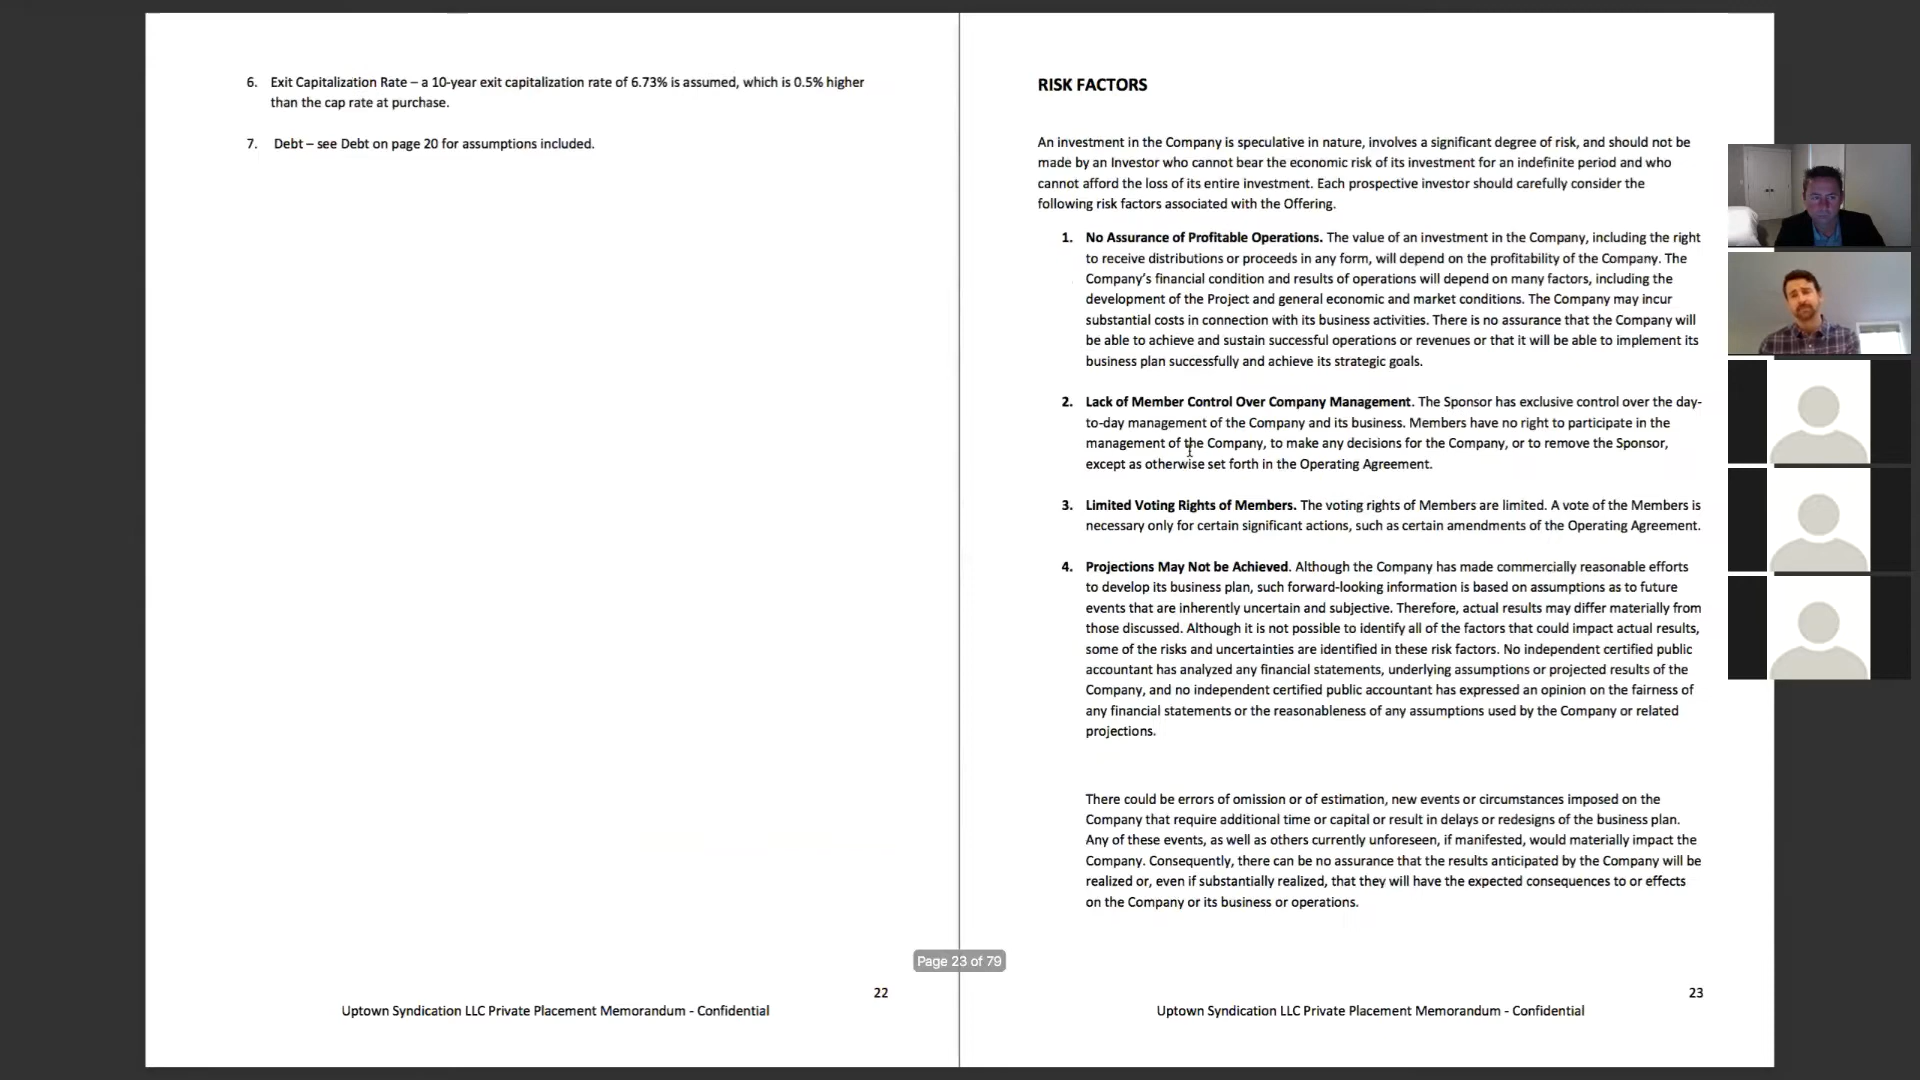 6. Exit Capitalization Rate – a 10-year exit capitalization rate of 6.73% is assumed, which is 0.5% higher
than the cap rate at purchase.
7. Debt – see Debt on page 20 for assumptions included.
22
Uptown Syndication LLC Private Placement Memorandum - Confidential
RISK FACTORS
An investment in the Company is speculative in nature, involves a significant degree of risk, and should not be
made by an Investor who cannot bear the economic risk of its investment for an indefinite period and who
cannot afford the loss of its entire investment. Each prospective investor should carefully consider the
following risk factors associated with the Offering.
1. No Assurance of Profitable Operations. The value of an investment in the Company, including the right
to receive distributions or proceeds in any form, will depend on the profitability of the Company. The
Company's financial condition and results of operations will depend on many factors, including the
development of the Project and general economic and market conditions. The Company may incur
substantial costs in connection with its business activities. There is no assurance that the Company will
be able to achieve and sustain successful operations or revenues or that it will be able to implement its
business plan successfully and achieve its strategic goals.
2. Lack of Member Control Over Company Management. The Sponsor has exclusive control over the day-
to-day management of the Company and its business. Members have no right to participate in the
management of the Company, to make any decisions for the Company, or to remove the Sponsor,
except as otherwise set forth in the Operating Agreement.
3. Limited Voting Rights of Members. The voting rights of Members are limited. A vote of the Members is
necessary only for certain significant actions, such as certain amendments of the Operating Agreement.
4. Projections May Not be Achieved. Although the Company has made commercially reasonable efforts
to develop its business plan, such forward-looking information is based on assumptions as to future
events that are inherently uncertain and subjective. Therefore, actual results may differ materially from
those discussed. Although it is not possible to identify all of the factors that could impact actual results,
some of the risks and uncertainties are identified in these risk factors. No independent certified public
accountant has analyzed any financial statements, underlying assumptions or projected results of the
Company, and no independent certified public accountant has expressed an opinion on the fairness of
any financial statements or the reasonableness of any assumptions used by the Company or related
projections.
There could be errors of omission or of estimation, new events or circumstances imposed on the
Company that require additional time or capital or result in delays or redesigns of the business plan.
Any of these events, as well as others currently unforeseen, if manifested, would materially impact the
Company. Consequently, there can be no assurance that the results anticipated by the Company will be
realized or, even if substantially realized, that they will have the expected consequences to or effects
on the Company or its business or operations.
Page 23 of 79
23
Uptown Syndication LLC Private Placement Memorandum - Confidential